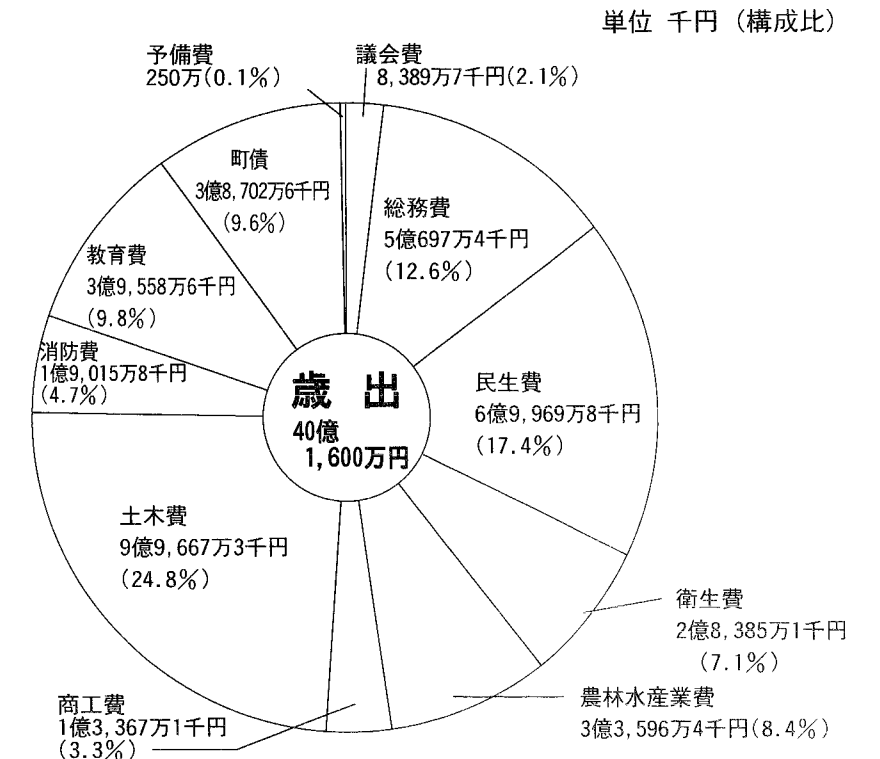 単位 千円（構成比）
予備費
250万(0.1%)
議会費
8,389万7千円(2.1%)
町債
3億8,702万6千円
(9.6%)
総務費
5億697万4千円
(12.6%)
教育費
3億9,558万6千円
(9.8%)
消防費
1億9,015万8千円
(4.7%)
歳 出
40億
1,600万円
民生費
6億9,969万8千円
(17.4%)
土木費
9億9,667万3千円
(24.8%)
衛生費
2億8,385万1千円
(7.1%)
農林水産業費
3億3,596万4千円(8.4%)
商工費
1億3,367万1千円
(3.3%)